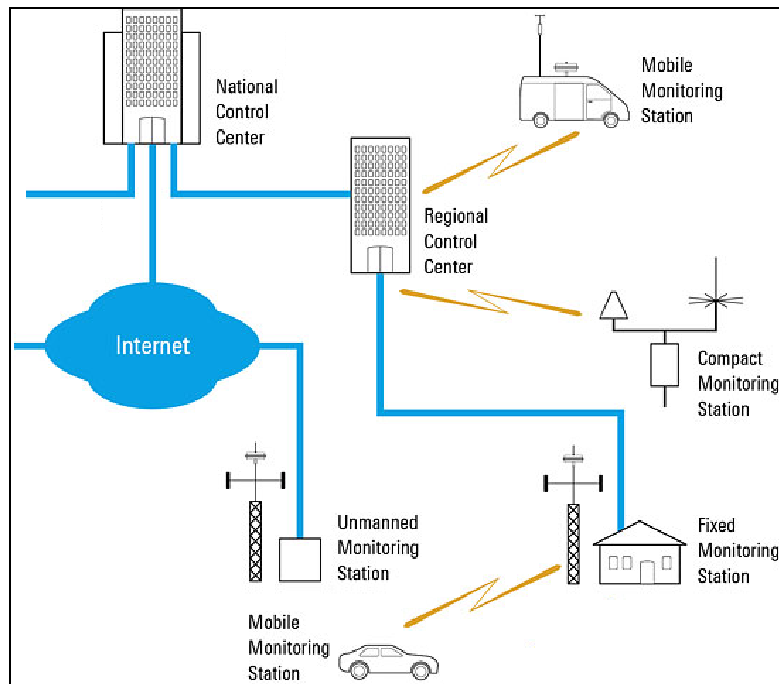 National
Control
Center
Mobile
Monitoring
Station
Regional
Control
Center
Internet
Compact
Monitoring
Station
Unmanned
Monitoring
Station
Fixed
Monitoring
Station
Mobile
Monitoring
Station